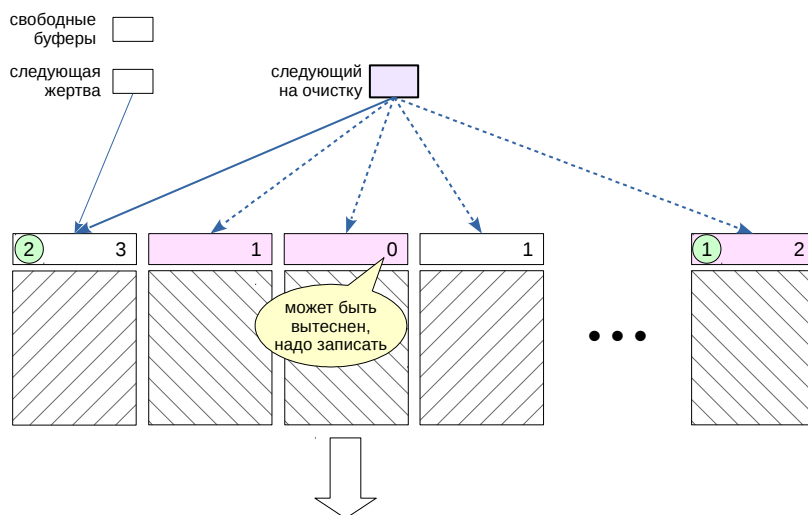 свободные
буферы
следующая
жертва
следующий
на очистку
2 3
1
0
1
1 2
может быть
вытеснен,
надо записать